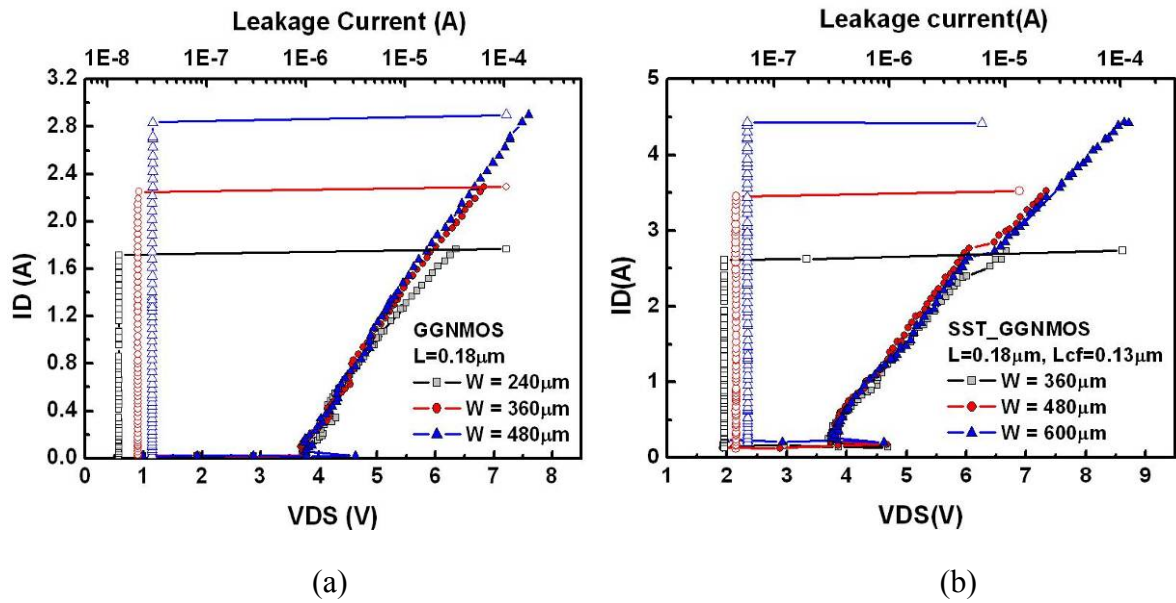 Leakage Current (A)
1E-8 1E-7 1E-6 1E-5 1E-4
3.2
2.8
2.4
2.0
1.6
1.2
0.8
0.4
0.0
ID (A)
GGNMOS
L=0.18μm
W = 240μm
W = 360μm
W = 480μm
0 1 2 3 4 5 6 7 8
VDS (V)
(a)
Leakage current(A)
1E-7 1E-6 1E-5 1E-4
5
4
3
2
1
0
ID(A)
SST_GGNMOS
L=0.18μm, Lcf=0.13μm
W = 360μm
W = 480μm
W = 600μm
1 2 3 4 5 6 7 8 9
VDS(V)
(b)